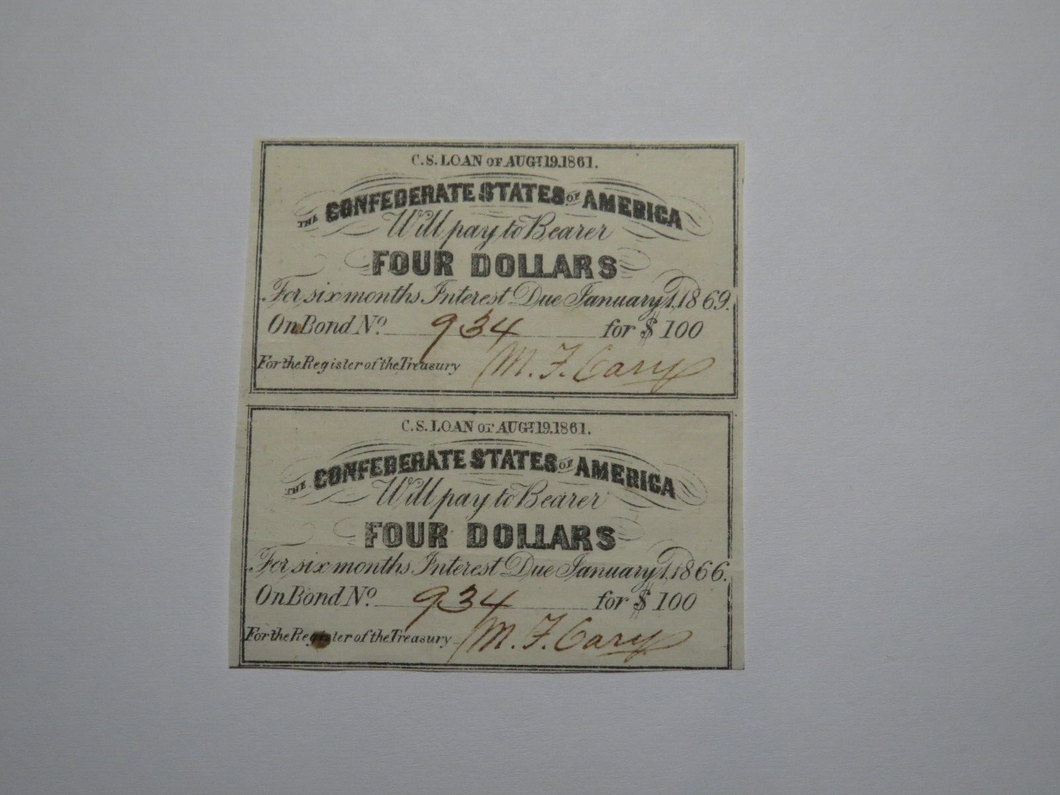 C.S. LOAN OF AUGT. 19. 1861.
THE CONFEDERATE STATES OF AMERICA
Will pay to Bearer
FOUR DOLLARS
For six months Interest Due January 1, 1869.
On Bond No. 934 for $100
For the Register of the Treasury M. F. Cary
C.S. LOAN OF AUGT. 19. 1861.
THE CONFEDERATE STATES OF AMERICA
Will pay to Bearer
FOUR DOLLARS
For six months Interest Due January 1, 1866.
On Bond No. 934 for $100
For the Register of the Treasury M. F. Cary